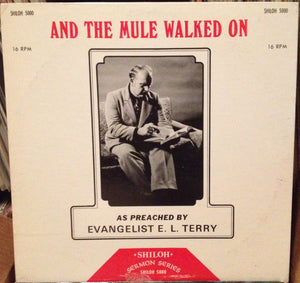 SHILOH 5000
SHILOH 5000
AND THE MULE WALKED ON
16 RPM
16 RPM
AS PREACHED BY
EVANGELIST E. L. TERRY
• SHILOH •
SERMON SERIES
SHILOH 5000